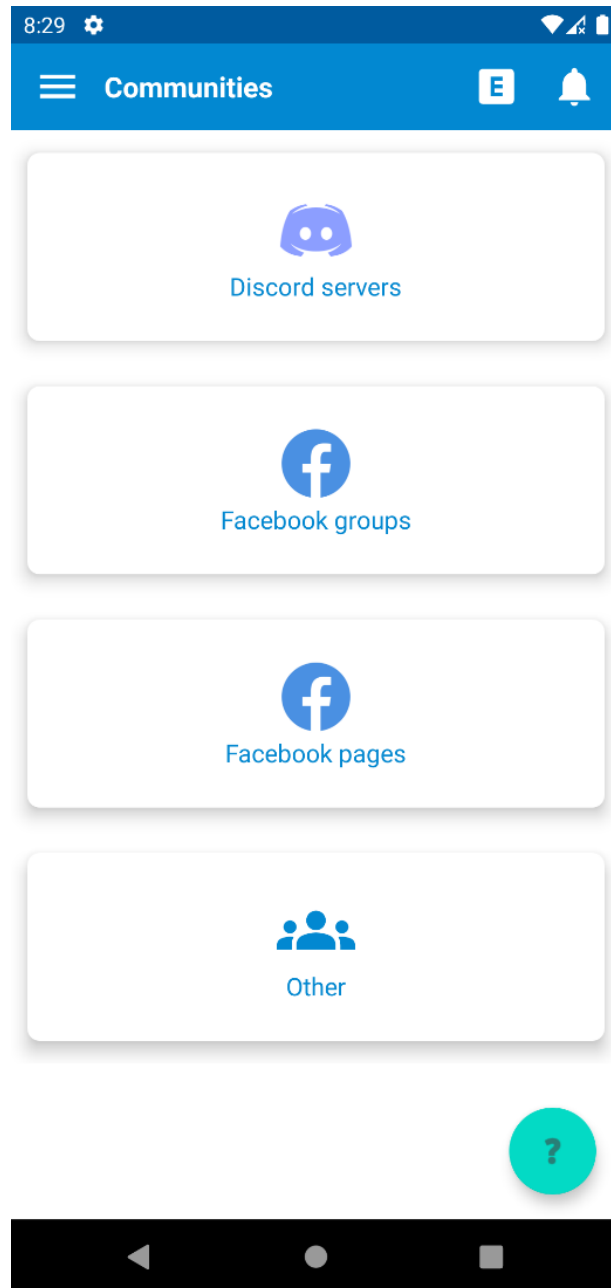 8:29
Communities
E
Discord servers
Facebook groups
Facebook pages
Other
?